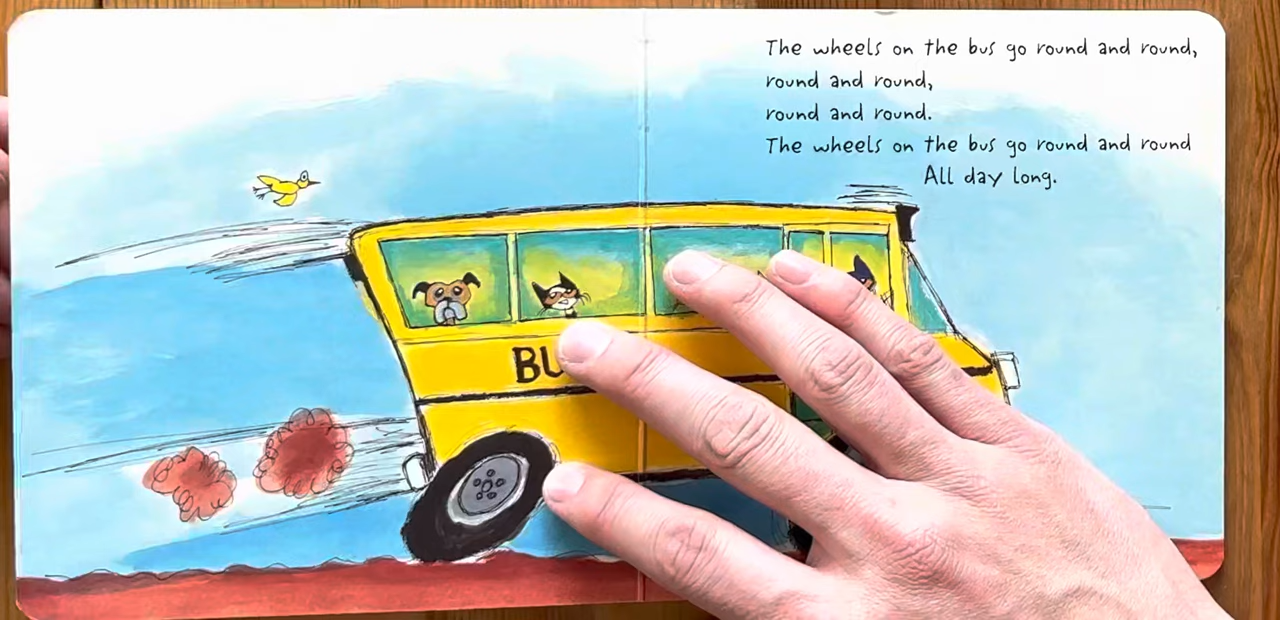 The wheels on the bus go round and round,
round and round,
round and round.
The wheels on the bus go round and round
All day long.